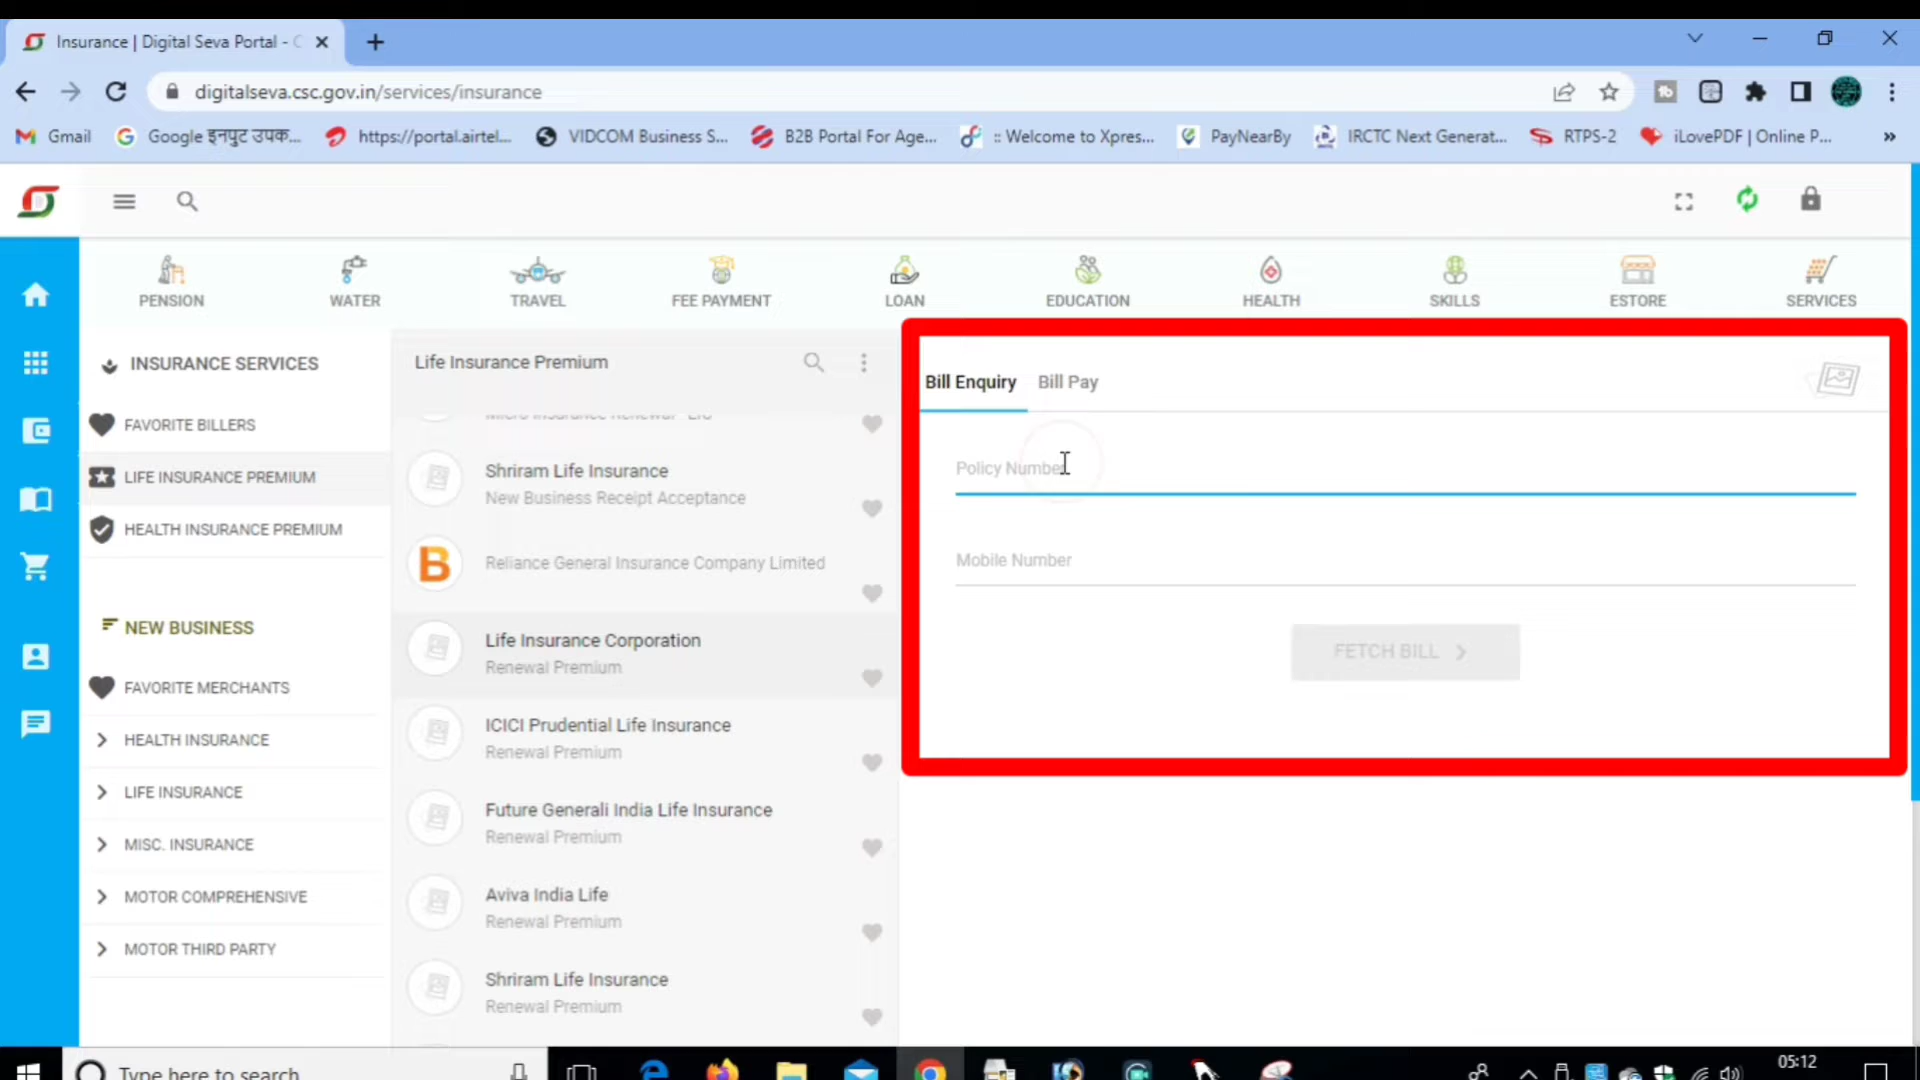 Insurance | Digital Seva Portal - C
digitalseva.csc.gov.in/services/insurance
Gmail
Google इनपुट उपक...
https://portal.airtel...
VIDCOM Business S...
B2B Portal For Age...
:: Welcome to Xpres...
PayNearBy
IRCTC Next Generat...
RTPS-2
iLovePDF | Online P...
»
PENSION
WATER
TRAVEL
FEE PAYMENT
LOAN
EDUCATION
HEALTH
SKILLS
ESTORE
SERVICES
INSURANCE SERVICES
FAVORITE BILLERS
LIFE INSURANCE PREMIUM
HEALTH INSURANCE PREMIUM
NEW BUSINESS
FAVORITE MERCHANTS
HEALTH INSURANCE
LIFE INSURANCE
MISC. INSURANCE
MOTOR COMPREHENSIVE
MOTOR THIRD PARTY
Life Insurance Premium
Micro Insurance Renewal - LIC
Shriram Life Insurance
New Business Receipt Acceptance
B
Reliance General Insurance Company Limited
Life Insurance Corporation
Renewal Premium
ICICI Prudential Life Insurance
Renewal Premium
Future Generali India Life Insurance
Renewal Premium
Aviva India Life
Renewal Premium
Shriram Life Insurance
Renewal Premium
Bill Enquiry
Bill Pay
Policy Number
Mobile Number
FETCH BILL
Type here to search
05:12